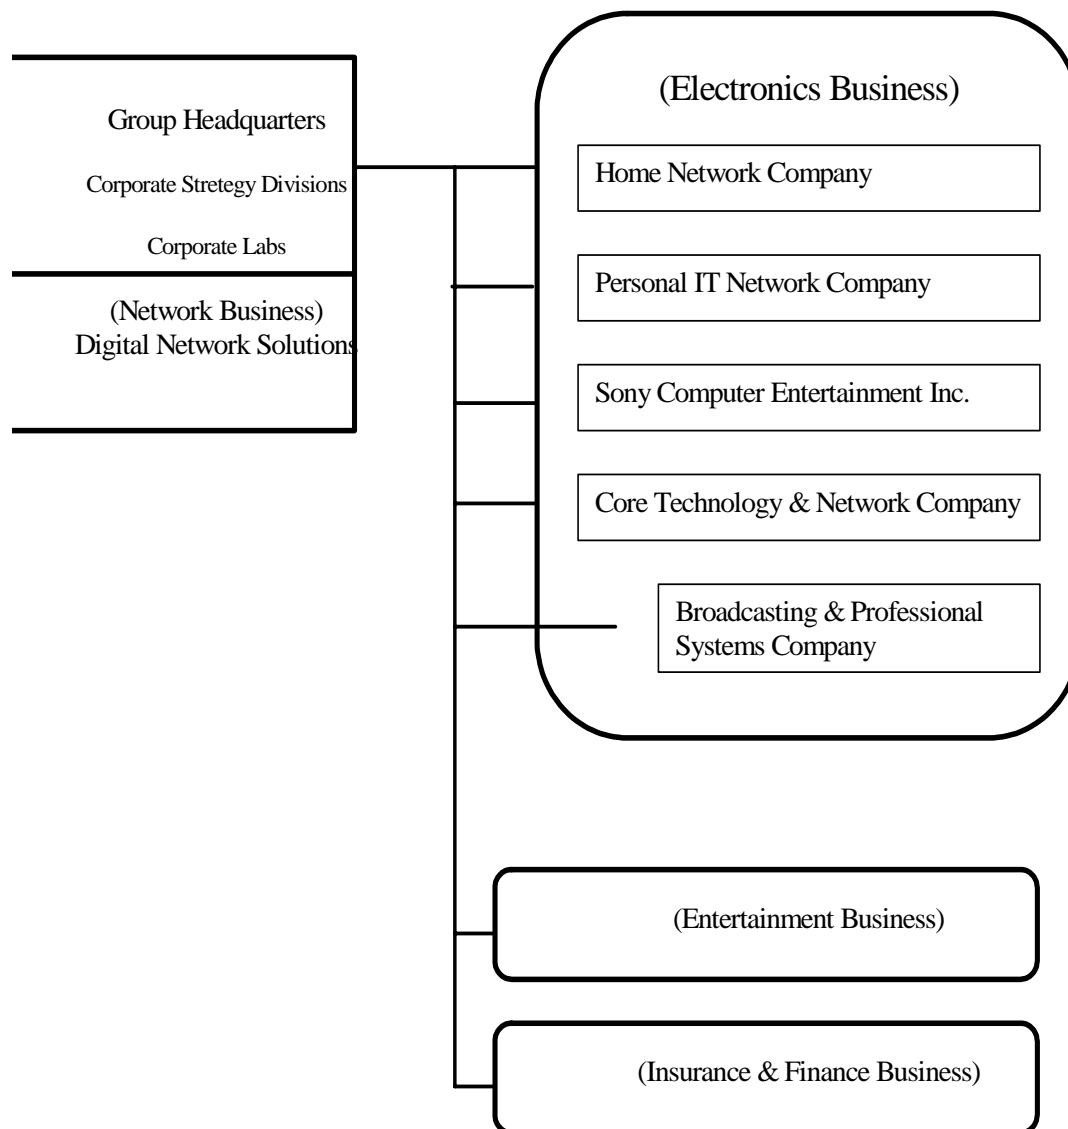 Group Headquarters
Corporate Stretegy Divisions
Corporate Labs
(Network Business)
Digital Network Solutions
(Electronics Business)
Home Network Company
Personal IT Network Company
Sony Computer Entertainment Inc.
Core Technology & Network Company
Broadcasting & Professional
Systems Company
(Entertainment Business)
(Insurance & Finance Business)